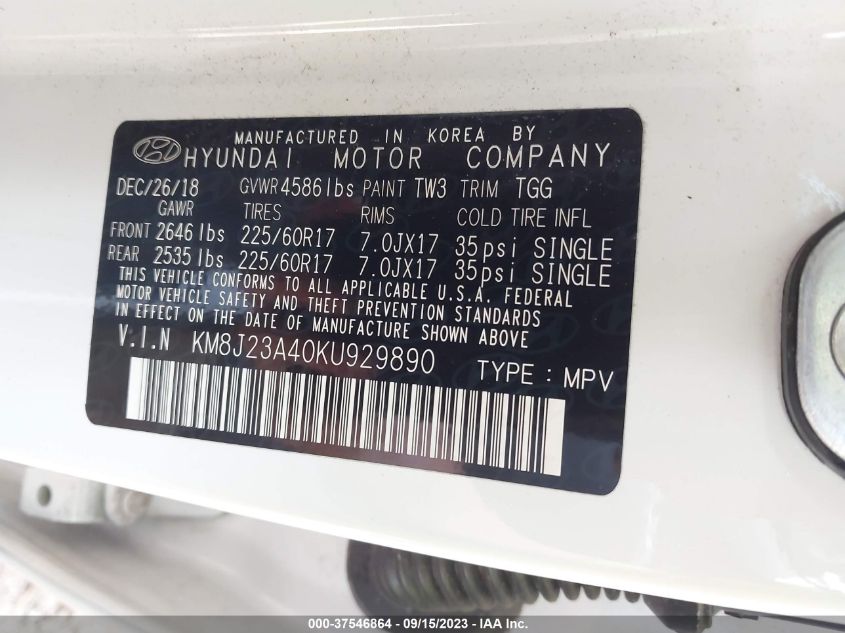 MANUFACTURED IN KOREA BY
HYUNDAI MOTOR COMPANY
DEC/26/18 GVWR 4586 lbs PAINT TW3 TRIM TGG
GAWR TIRES RIMS COLD TIRE INFL
FRONT 2646 lbs 225/60R17 7.0JX17 35psi SINGLE
REAR 2535 lbs 225/60R17 7.0JX17 35psi SINGLE
THIS VEHICLE CONFORMS TO ALL APPLICABLE U.S.A. FEDERAL
MOTOR VEHICLE SAFETY AND THEFT PREVENTION STANDARDS
IN EFFECT ON THE DATE OF MANUFACTURE SHOWN ABOVE
V.I.N KM8J23A40KU929890 TYPE : MPV
000-37546864 - 09/15/2023 - IAA Inc.